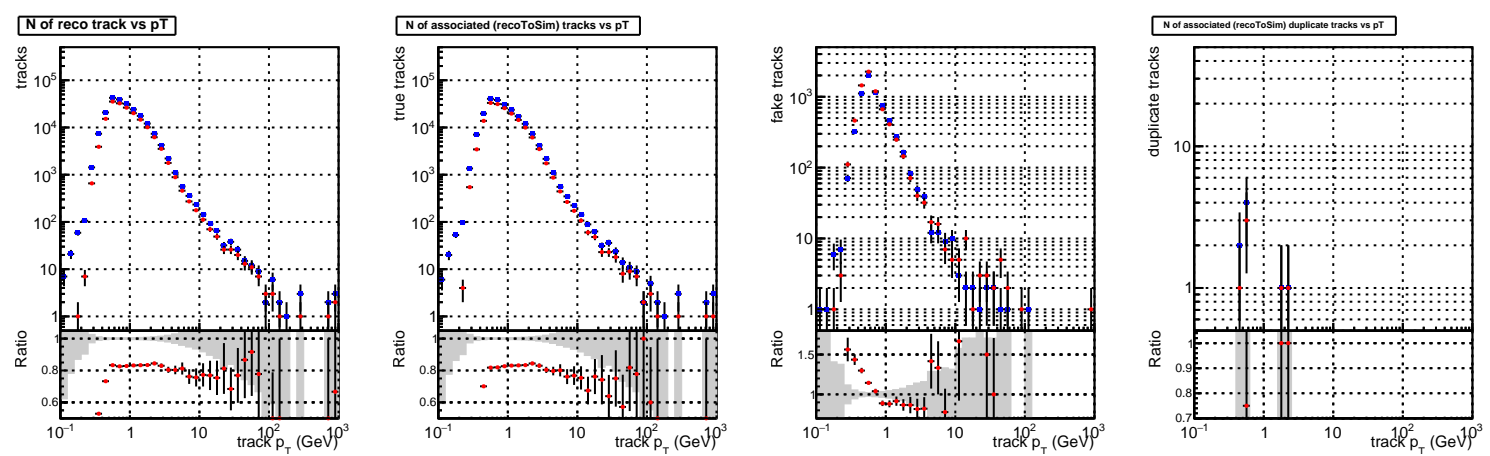 N of reco track vs pT
tracks
10^5
10^4
10^3
10^2
10
1
Ratio
1
0.8
0.6
10^-1 1 10 10^2 10^3
track p_T (GeV)
N of associated (recoToSim) tracks vs pT
true tracks
10^5
10^4
10^3
10^2
10
1
Ratio
1
0.8
0.6
10^-1 1 10 10^2 10^3
track p_T (GeV)
fake tracks
10^3
10^2
10
1
Ratio
1.5
1
10^-1 1 10 10^2 10^3
track p_T (GeV)
N of associated (recoToSim) duplicate tracks vs pT
duplicate tracks
10
1
Ratio
1
0.9
0.8
0.7
10^-1 1 10 10^2 10^3
track p_T (GeV)